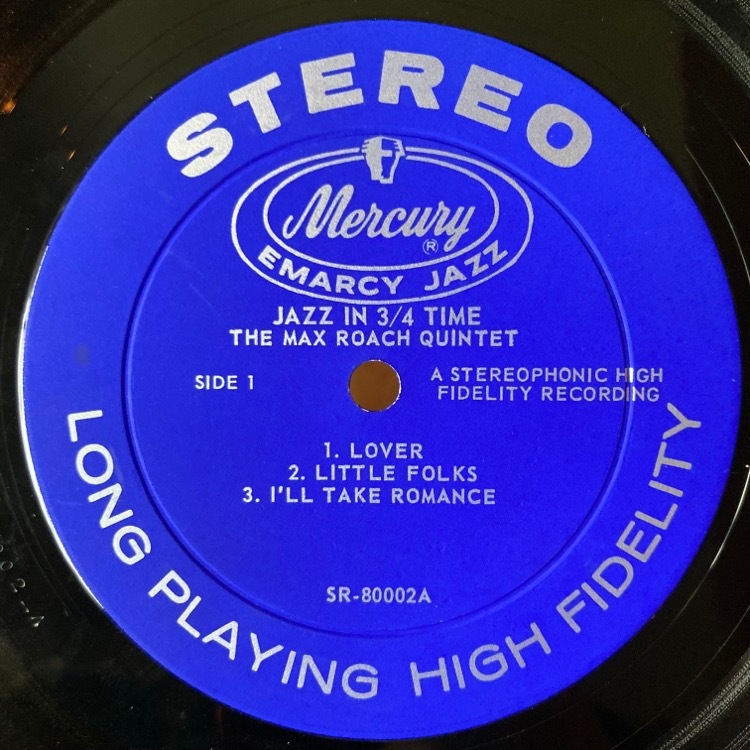 STEREO
Mercury
®
EMARCY JAZZ
JAZZ IN 3/4 TIME
THE MAX ROACH QUINTET
SIDE 1
A STEREOPHONIC HIGH
FIDELITY RECORDING
1. LOVER
2. LITTLE FOLKS
3. I'LL TAKE ROMANCE
SR-80002A
LONG PLAYING HIGH FIDELITY